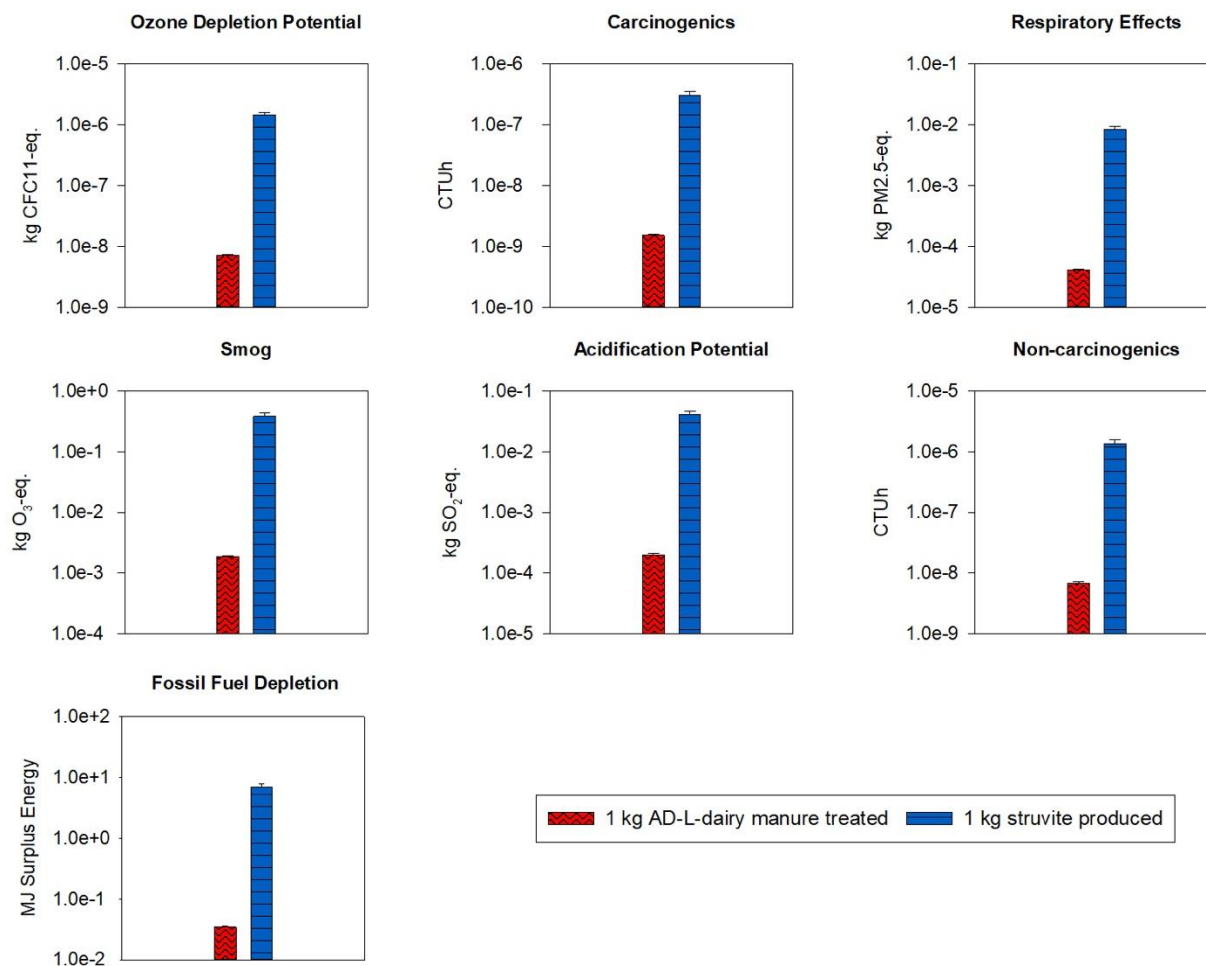 Ozone Depletion Potential
kg CFC11-eq.
1.0e-5
1.0e-6
1.0e-7
1.0e-8
1.0e-9
Carcinogenics
CTUh
1.0e-6
1.0e-7
1.0e-8
1.0e-9
1.0e-10
Respiratory Effects
kg PM2.5-eq.
1.0e-1
1.0e-2
1.0e-3
1.0e-4
1.0e-5
Smog
kg O₃-eq.
1.0e+0
1.0e-1
1.0e-2
1.0e-3
1.0e-4
Acidification Potential
kg SO₂-eq.
1.0e-1
1.0e-2
1.0e-3
1.0e-4
1.0e-5
Non-carcinogenics
CTUh
1.0e-5
1.0e-6
1.0e-7
1.0e-8
1.0e-9
Fossil Fuel Depletion
MJ Surplus Energy
1.0e+2
1.0e+1
1.0e+0
1.0e-1
1.0e-2
1 kg AD-L-dairy manure treated
1 kg struvite produced